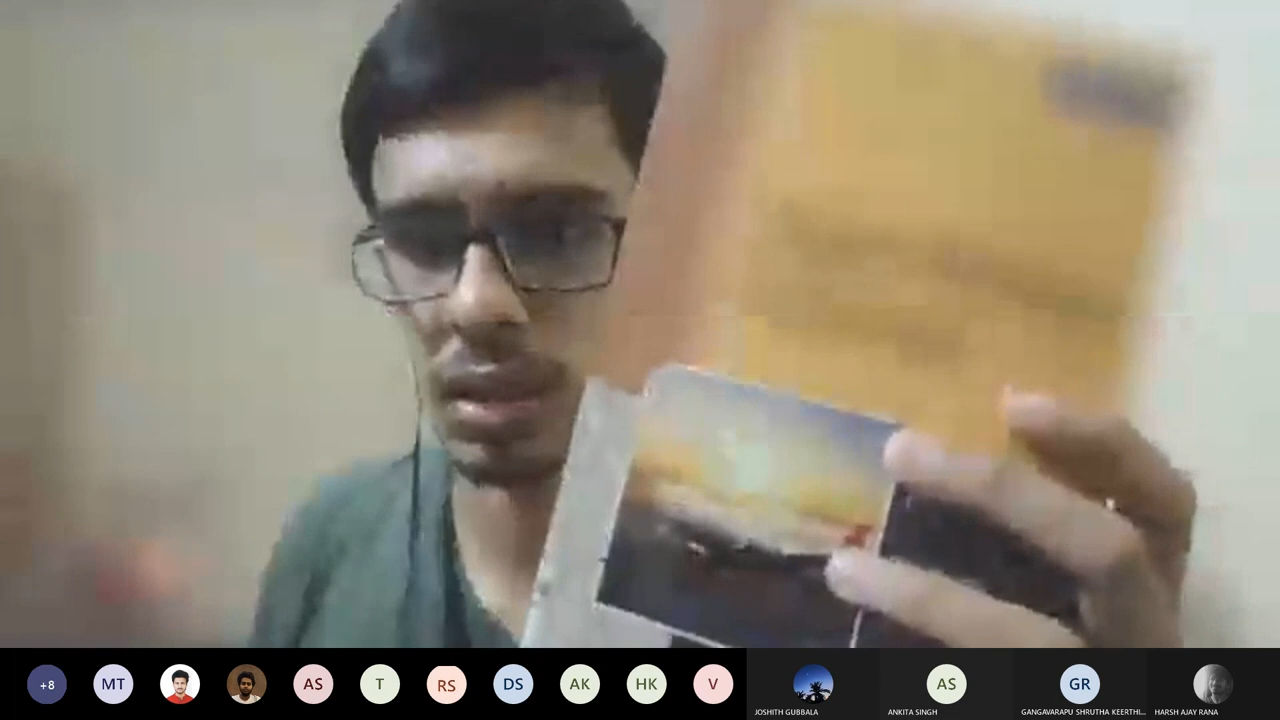 +8
MT
AS
T
RS
DS
AK
HK
V
AS
GR
JOSHITH GUBBALA
ANKITA SINGH
GANGAVARAPU SHRUTHA KEERTHI...
HARSH AJAY RANA